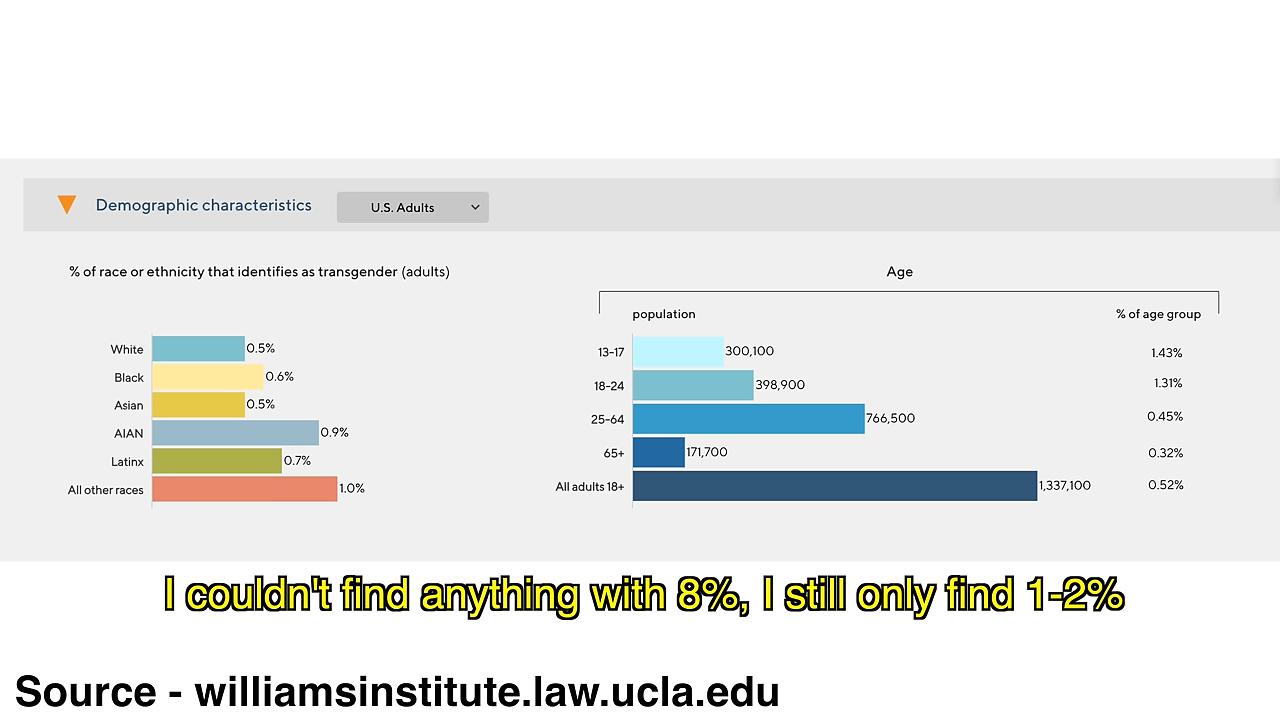 Demographic characteristics U.S. Adults
% of race or ethnicity that identifies as transgender (adults)
White 0.5%
Black 0.6%
Asian 0.5%
AIAN 0.9%
Latinx 0.7%
All other races 1.0%
Age
population % of age group
13-17 300,100 1.43%
18-24 398,900 1.31%
25-64 766,500 0.45%
65+ 171,700 0.32%
All adults 18+ 1,337,100 0.52%
I couldn't find anything with 8%, I still only find 1-2%
Source - williamsinstitute.law.ucla.edu